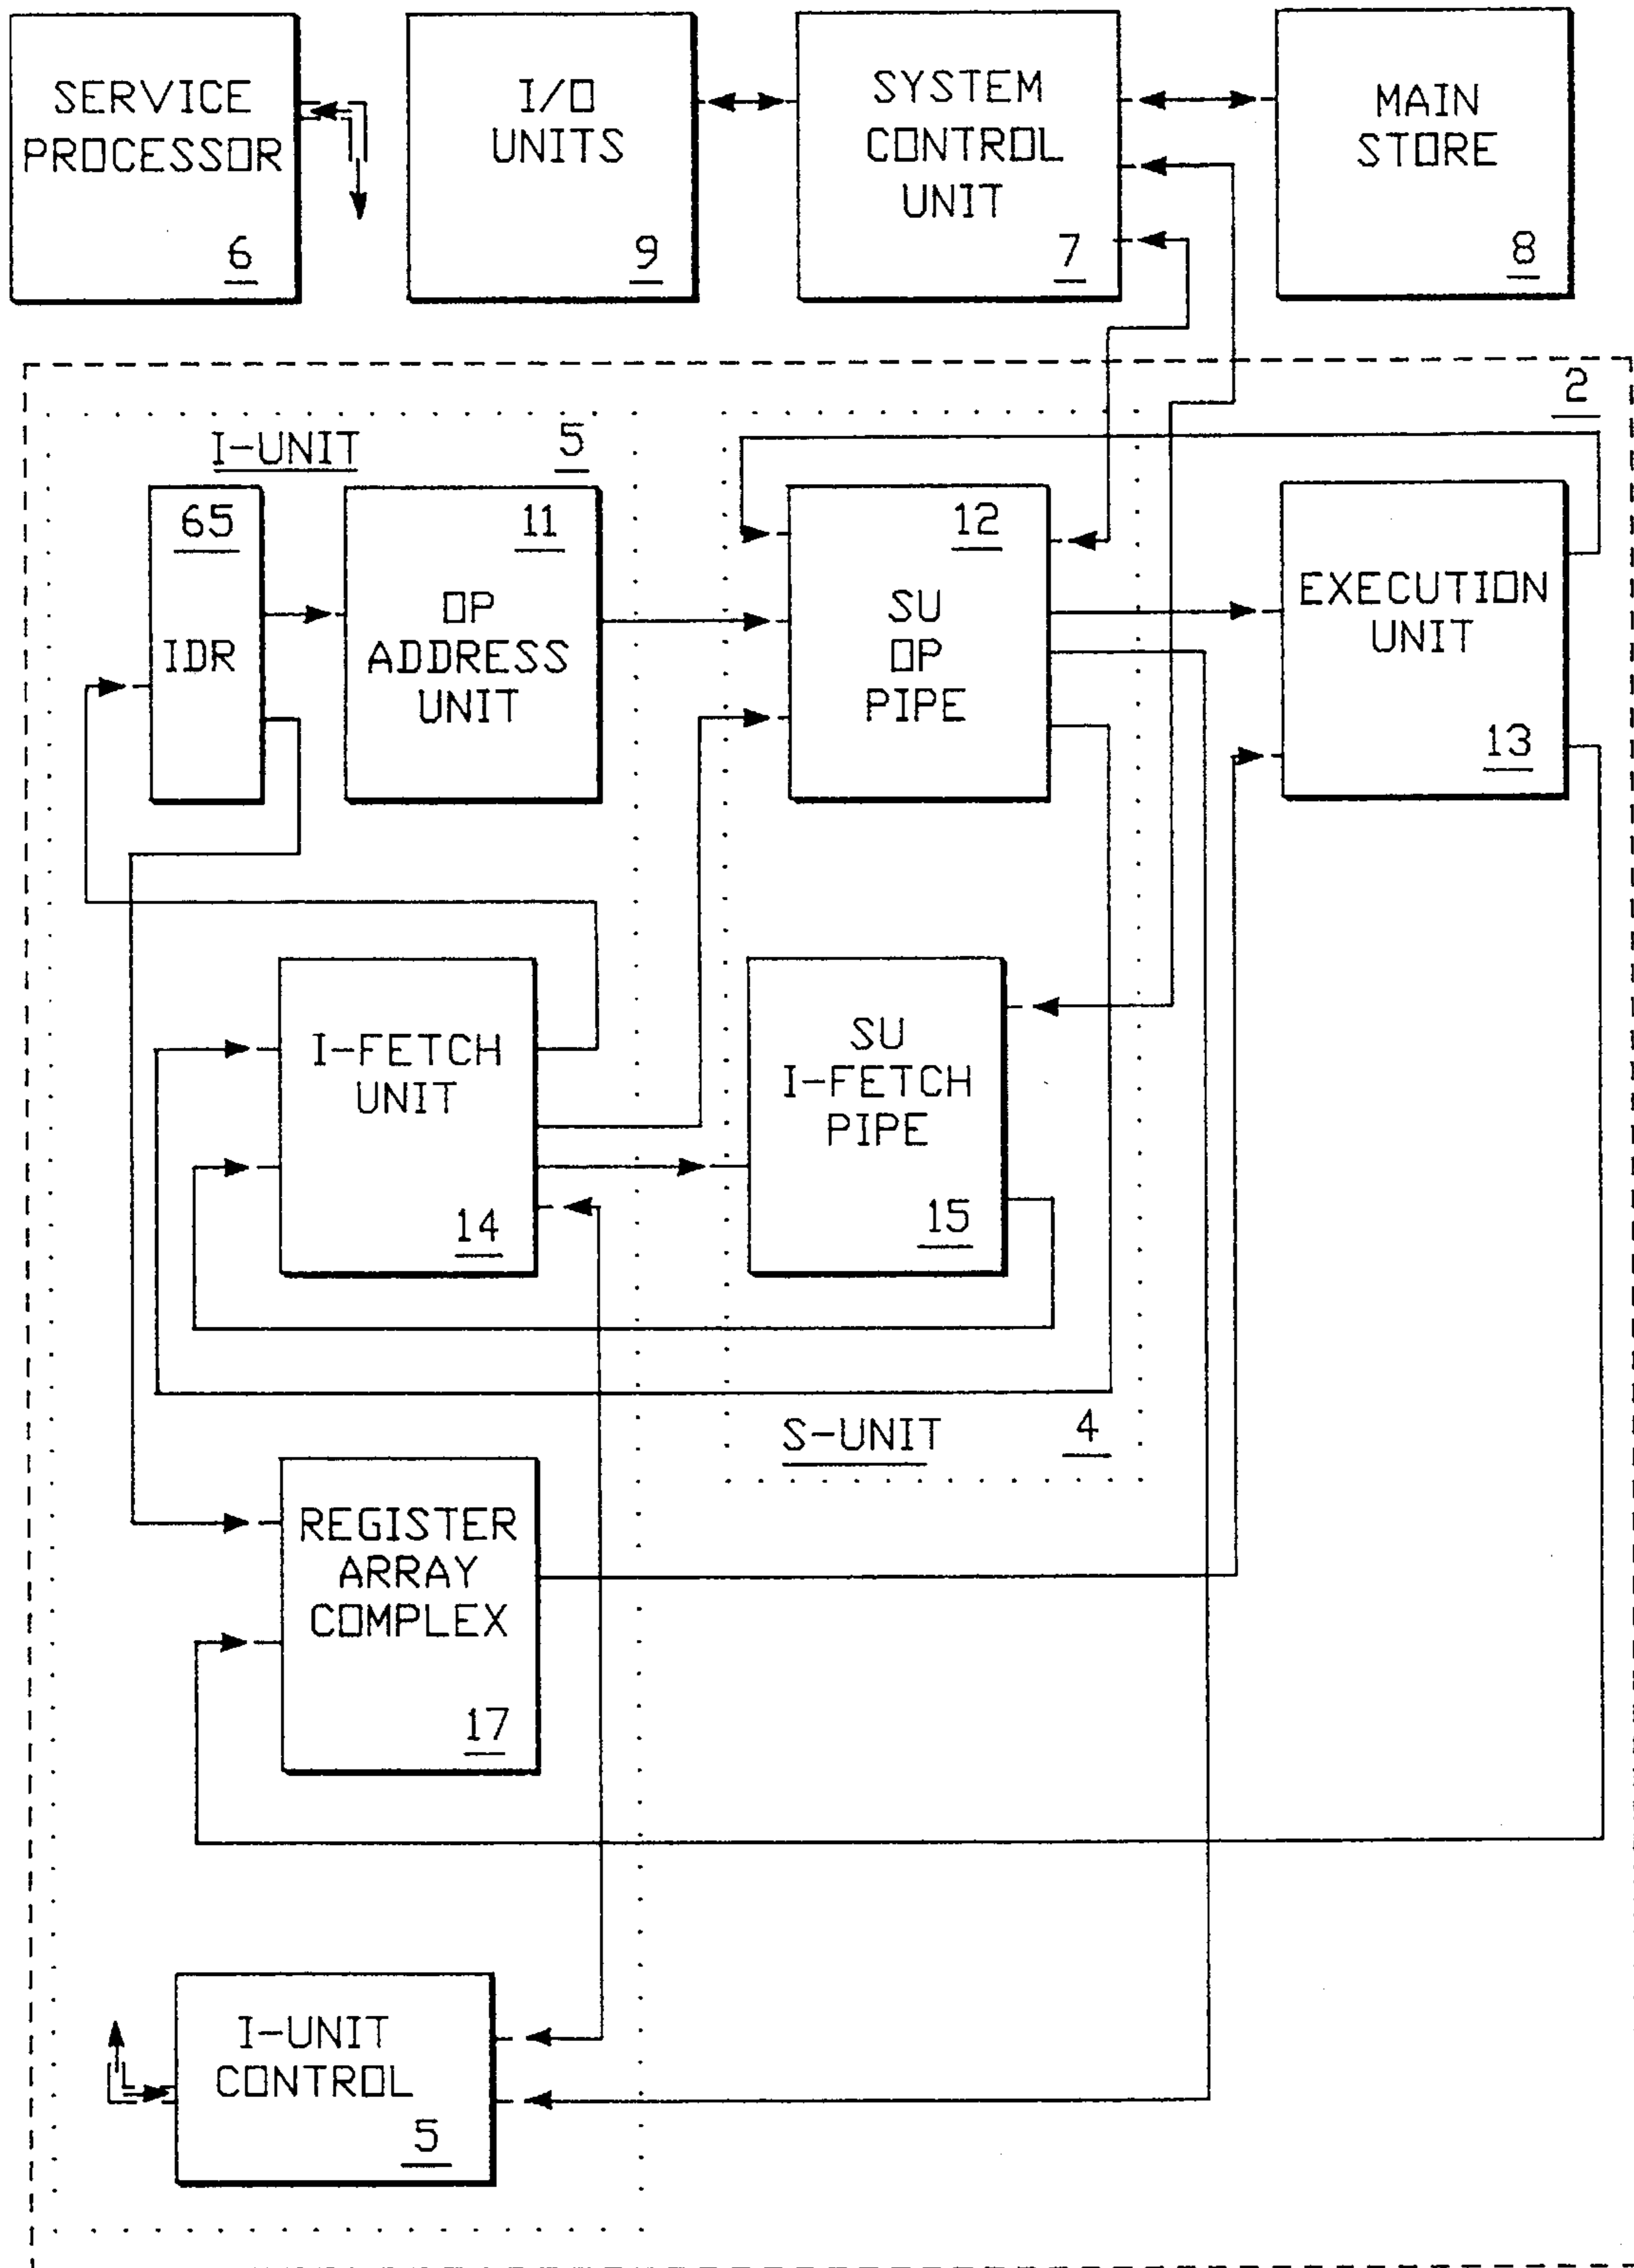 SERVICE
PROCESSOR
6
I/O
UNITS
9
SYSTEM
CONTROL
UNIT
7
MAIN
STORE
8
2
I-UNIT
5
65
IDR
11
OP
ADDRESS
UNIT
12
SU
OP
PIPE
EXECUTION
UNIT
13
I-FETCH
UNIT
14
SU
I-FETCH
PIPE
15
S-UNIT
4
REGISTER
ARRAY
COMPLEX
17
I-UNIT
CONTROL
5